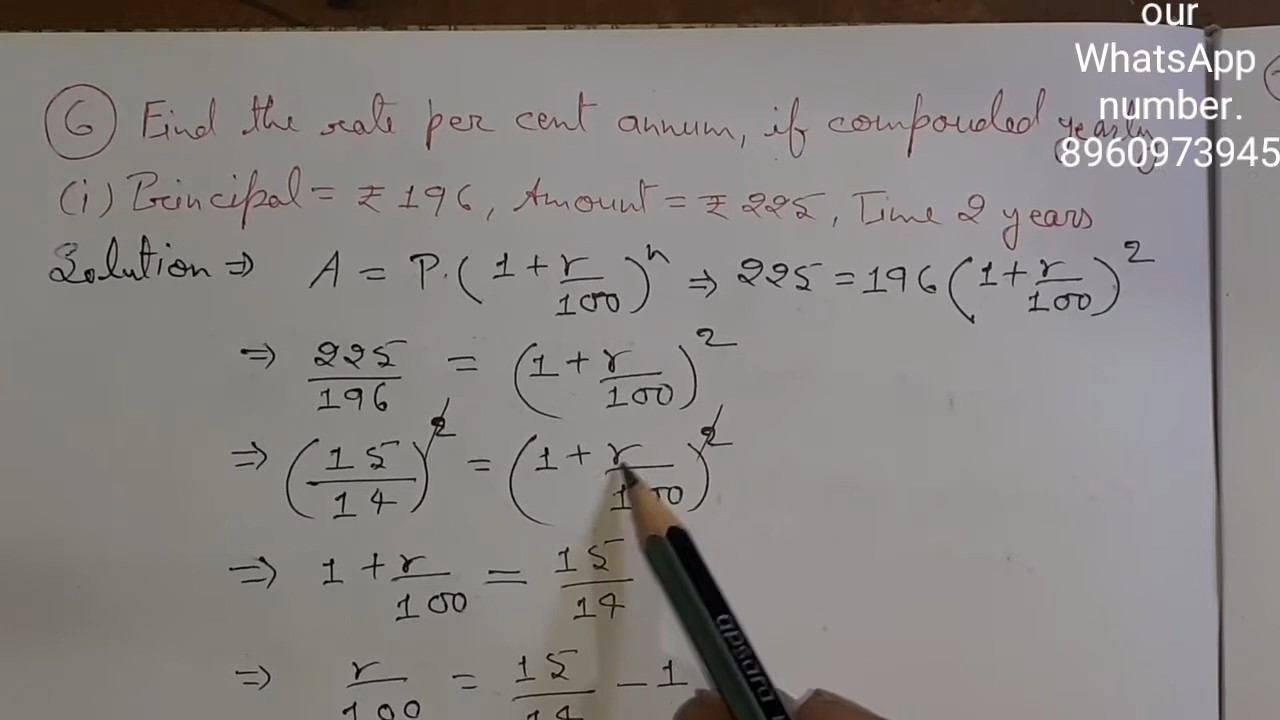 our
WhatsApp
number.
8960973945
(6) Find the rate per cent annum, if compouded yearly
(i) Principal = ₹ 196, Amount = ₹ 225, Time 2 years
Solution ⇒ A = P.(1 + r/100)^n ⇒ 225 = 196(1 + r/100)^2
⇒ 225/196 = (1 + r/100)^2
⇒ (15/14)^2 = (1 + r/100)^2
⇒ 1 + r/100 = 15/14
⇒ r/100 = 15/14 - 1
apsara